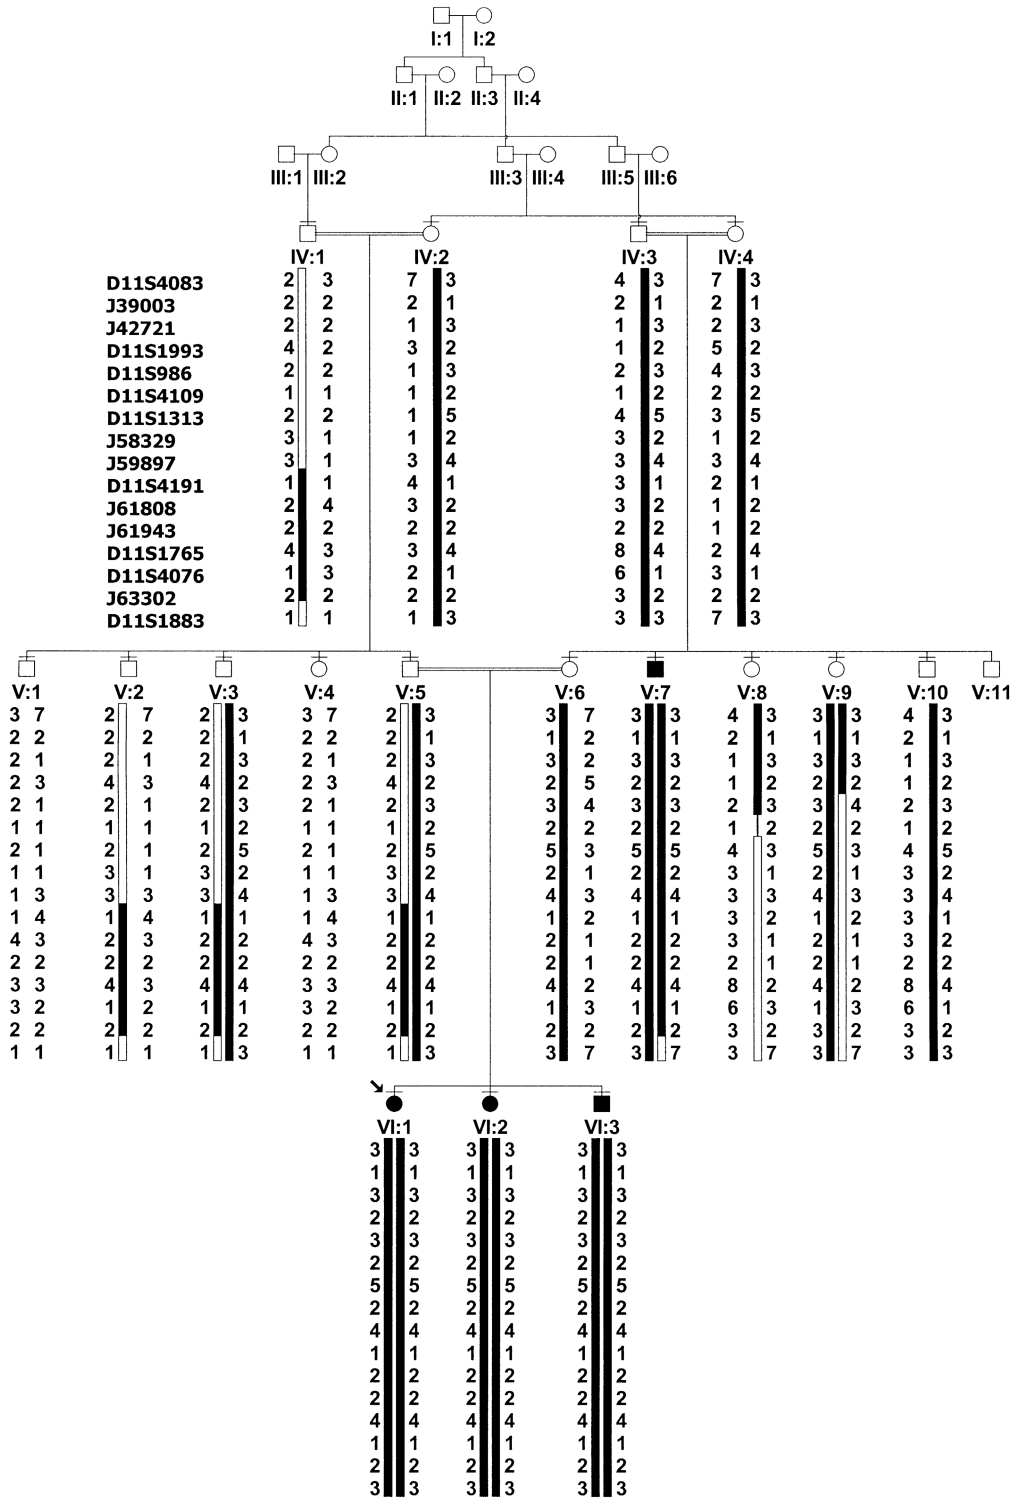 I:1 I:2
II:1 II:2 II:3 II:4
III:1 III:2 III:3 III:4 III:5 III:6
IV:1 IV:2 IV:3 IV:4
D11S4083 2 3 7 3 4 3 7 3
J39003 2 2 2 1 2 1 2 1
J42721 2 2 1 3 1 3 2 3
D11S1993 4 2 3 2 1 2 5 2
D11S986 2 2 1 3 2 3 4 3
D11S4109 1 1 1 2 1 2 2 2
D11S1313 2 2 1 5 4 5 3 5
J58329 3 1 1 2 3 2 1 2
J59897 3 1 3 4 3 4 3 4
D11S4191 1 1 4 1 3 1 2 1
J61808 2 4 3 2 3 2 1 2
J61943 2 2 2 2 2 2 1 2
D11S1765 4 3 3 4 8 4 2 4
D11S4076 1 3 2 1 6 1 3 1
J63302 2 2 2 2 3 2 2 2
D11S1883 1 1 1 3 3 3 7 3
V:1 V:2 V:3 V:4 V:5 V:6 V:7 V:8 V:9 V:10 V:11
3 7 2 7 2 3 3 7 2 3 3 7 3 3 4 3 3 3 4 3
2 2 2 2 2 1 2 2 2 1 1 2 1 1 2 1 1 1 2 1
2 1 2 1 2 3 2 1 2 3 3 2 3 3 1 3 3 3 1 3
2 3 4 3 4 2 2 3 4 2 2 5 2 2 1 2 2 2 1 2
2 1 2 1 2 3 2 1 2 3 3 4 3 3 2 3 3 4 2 3
1 1 1 1 1 2 1 1 1 2 2 2 2 2 1 2 2 2 1 2
2 1 2 1 2 5 2 1 2 5 5 3 5 5 4 3 5 3 4 5
1 1 3 1 3 2 1 1 3 2 2 1 2 2 3 1 2 1 3 2
1 3 3 3 3 4 1 3 3 4 4 3 4 4 3 3 4 3 3 4
1 4 1 4 1 1 1 4 1 1 1 2 1 1 3 2 1 2 3 1
4 3 2 3 2 2 4 3 2 2 2 1 2 2 3 1 2 1 3 2
2 2 2 2 2 2 2 2 2 2 2 1 2 2 2 1 2 1 2 2
3 3 4 3 4 4 3 3 4 4 4 2 4 4 8 2 4 2 8 4
3 2 1 2 1 1 3 2 1 1 1 3 1 1 6 3 1 3 6 1
2 2 2 2 2 2 2 2 2 2 2 2 2 2 3 2 3 2 3 2
1 1 1 1 1 3 1 1 1 3 3 7 3 7 3 7 3 7 3 3
VI:1 VI:2 VI:3
3 3 3 3 3 3
1 1 1 1 1 1
3 3 3 3 3 3
2 2 2 2 2 2
3 3 3 3 3 3
2 2 2 2 2 2
5 5 5 5 5 5
2 2 2 2 2 2
4 4 4 4 4 4
1 1 1 1 1 1
2 2 2 2 2 2
2 2 2 2 2 2
4 4 4 4 4 4
1 1 1 1 1 1
2 2 2 2 2 2
3 3 3 3 3 3